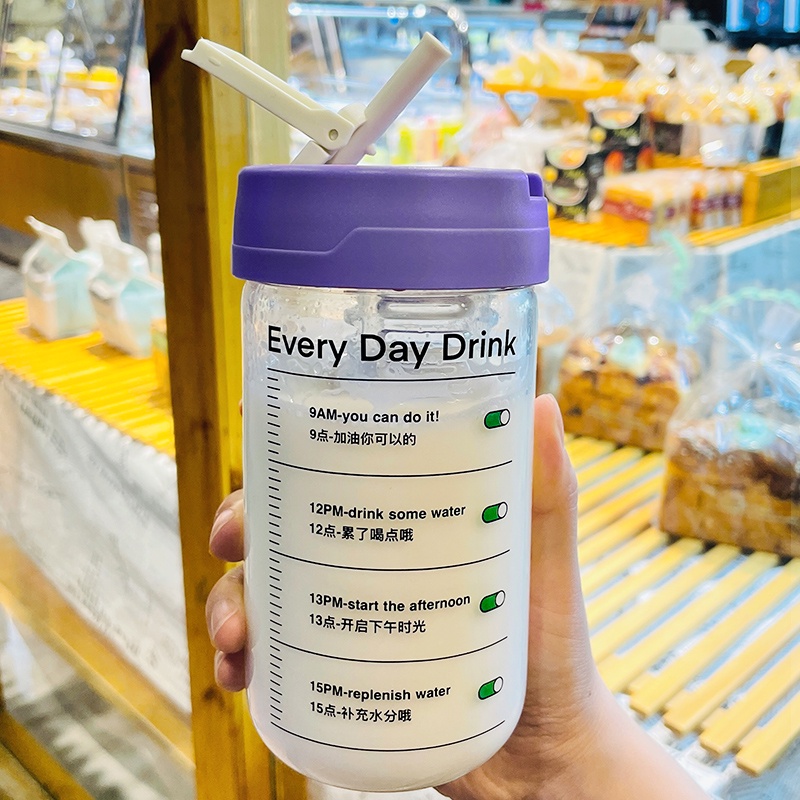 Every Day Drink
9AM-you can do it!
9点-加油你可以的
12PM-drink some water
12点-累了喝点哦
13PM-start the afternoon
13点-开启下午时光
15PM-replenish water
15点-补充水分哦